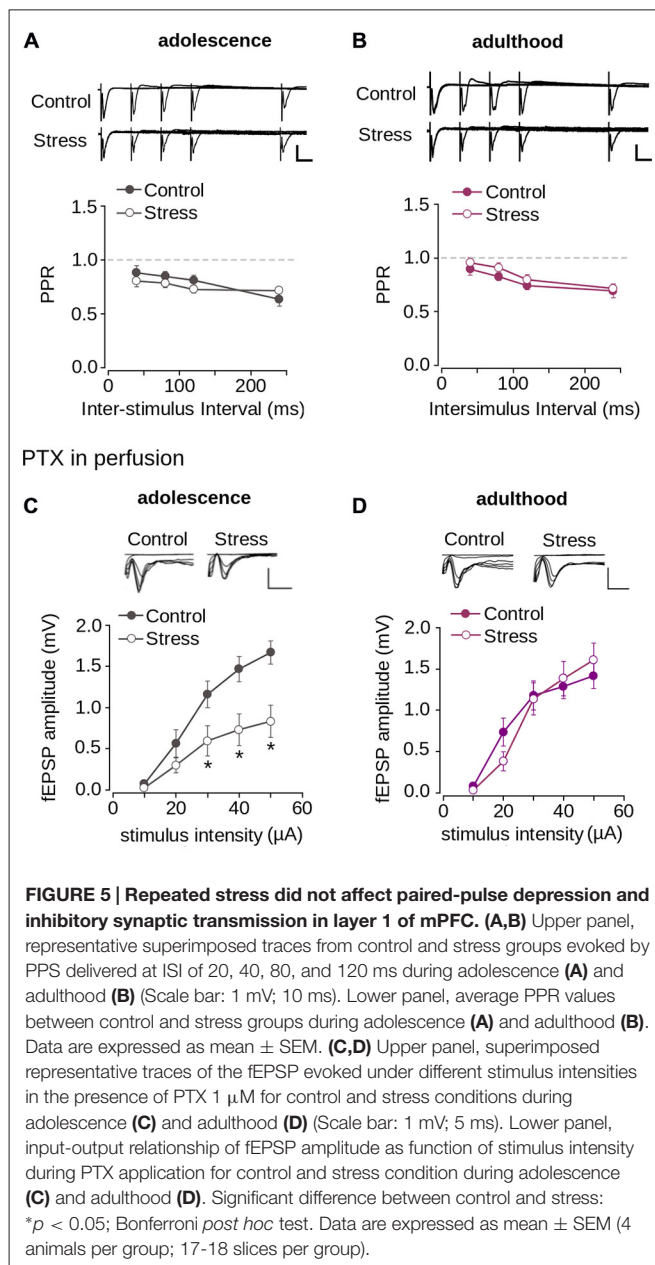 A adolescence
B adulthood
Control
Stress
Control
Stress
Control
Stress
1.5
1.0
0.5
0.0
PPR
0 100 200
Inter-stimulus Interval (ms)
Control
Stress
1.5
1.0
0.5
0.0
PPR
0 100 200
Intersimulus Interval (ms)
PTX in perfusion
C adolescence
D adulthood
Control Stress
Control Stress
Control
Stress
2.0
1.5
1.0
0.5
0.0
fEPSP amplitude (mV)
* * *
0 20 40 60
stimulus intensity (µA)
Control
Stress
2.0
1.5
1.0
0.5
0.0
fEPSP amplitude (mV)
0 20 40 60
stimulus intensity (µA)
FIGURE 5 | Repeated stress did not affect paired-pulse depression and
inhibitory synaptic transmission in layer 1 of mPFC. (A,B) Upper panel,
representative superimposed traces from control and stress groups evoked by
PPS delivered at ISI of 20, 40, 80, and 120 ms during adolescence (A) and
adulthood (B) (Scale bar: 1 mV; 10 ms). Lower panel, average PPR values
between control and stress groups during adolescence (A) and adulthood (B).
Data are expressed as mean ± SEM. (C,D) Upper panel, superimposed
representative traces of the fEPSP evoked under different stimulus intensities
in the presence of PTX 1 µM for control and stress conditions during
adolescence (C) and adulthood (D) (Scale bar: 1 mV; 5 ms). Lower panel,
input-output relationship of fEPSP amplitude as function of stimulus intensity
during PTX application for control and stress condition during adolescence
(C) and adulthood (D). Significant difference between control and stress:
*p < 0.05; Bonferroni post hoc test. Data are expressed as mean ± SEM (4
animals per group; 17-18 slices per group).